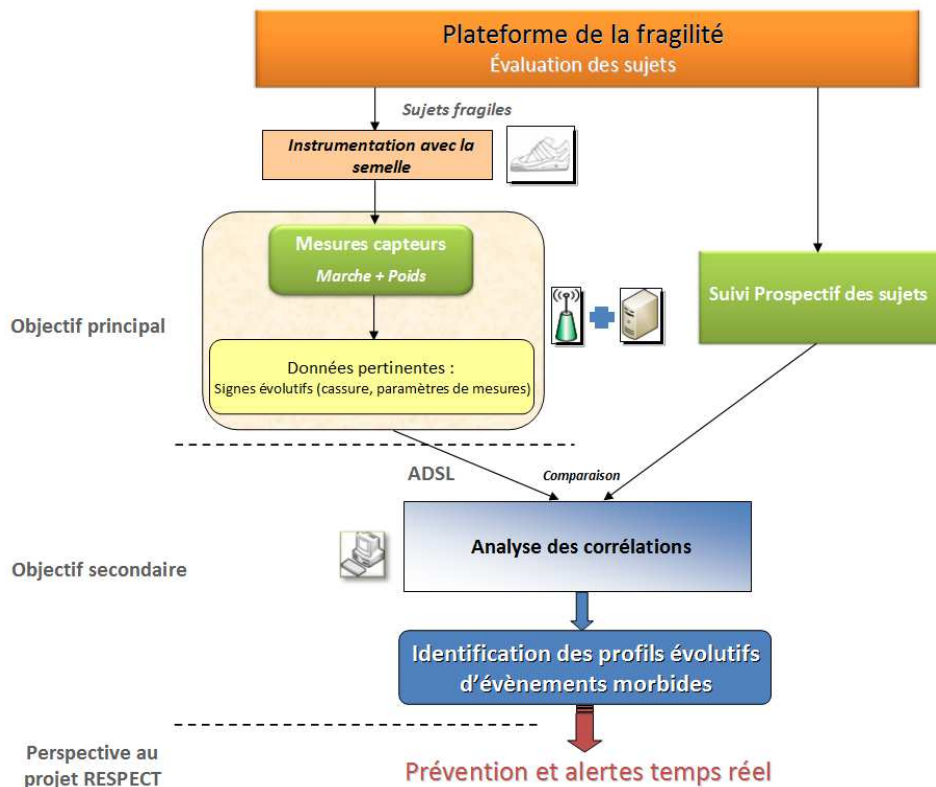 Plateforme de la fragilité
Évaluation des sujets
Sujets fragiles
Instrumentation avec la
semelle
Mesures capteurs
Marche + Poids
Suivi Prospectif des sujets
Objectif principal
Données pertinentes :
Signes évolutifs (cassure, paramètres de mesures)
ADSL
Comparaison
Analyse des corrélations
Objectif secondaire
Identification des profils évolutifs
d'évènements morbides
Perspective au
projet RESPECT
Prévention et alertes temps réel